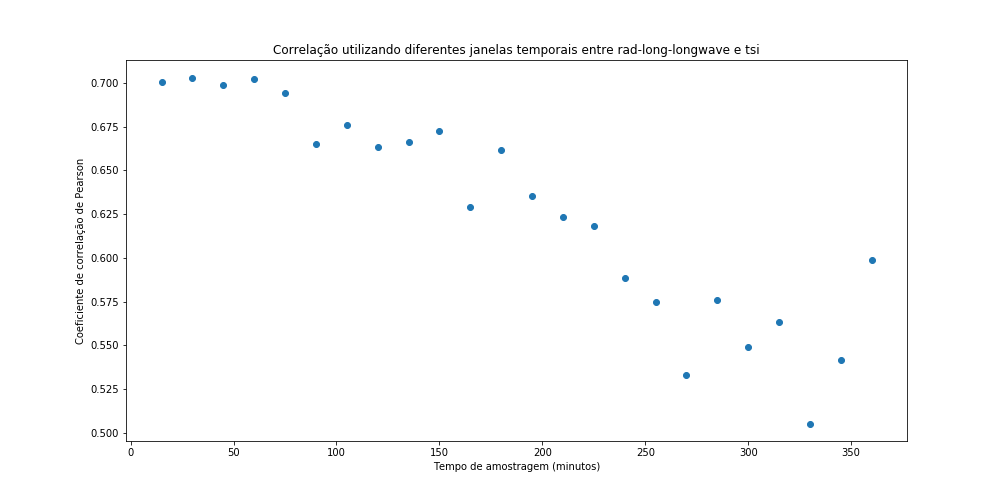 Correlação utilizando diferentes janelas temporais entre rad-long-longwave e tsi
Coeficiente de correlação de Pearson
0.700
0.675
0.650
0.625
0.600
0.575
0.550
0.525
0.500
0 50 100 150 200 250 300 350
Tempo de amostragem (minutos)